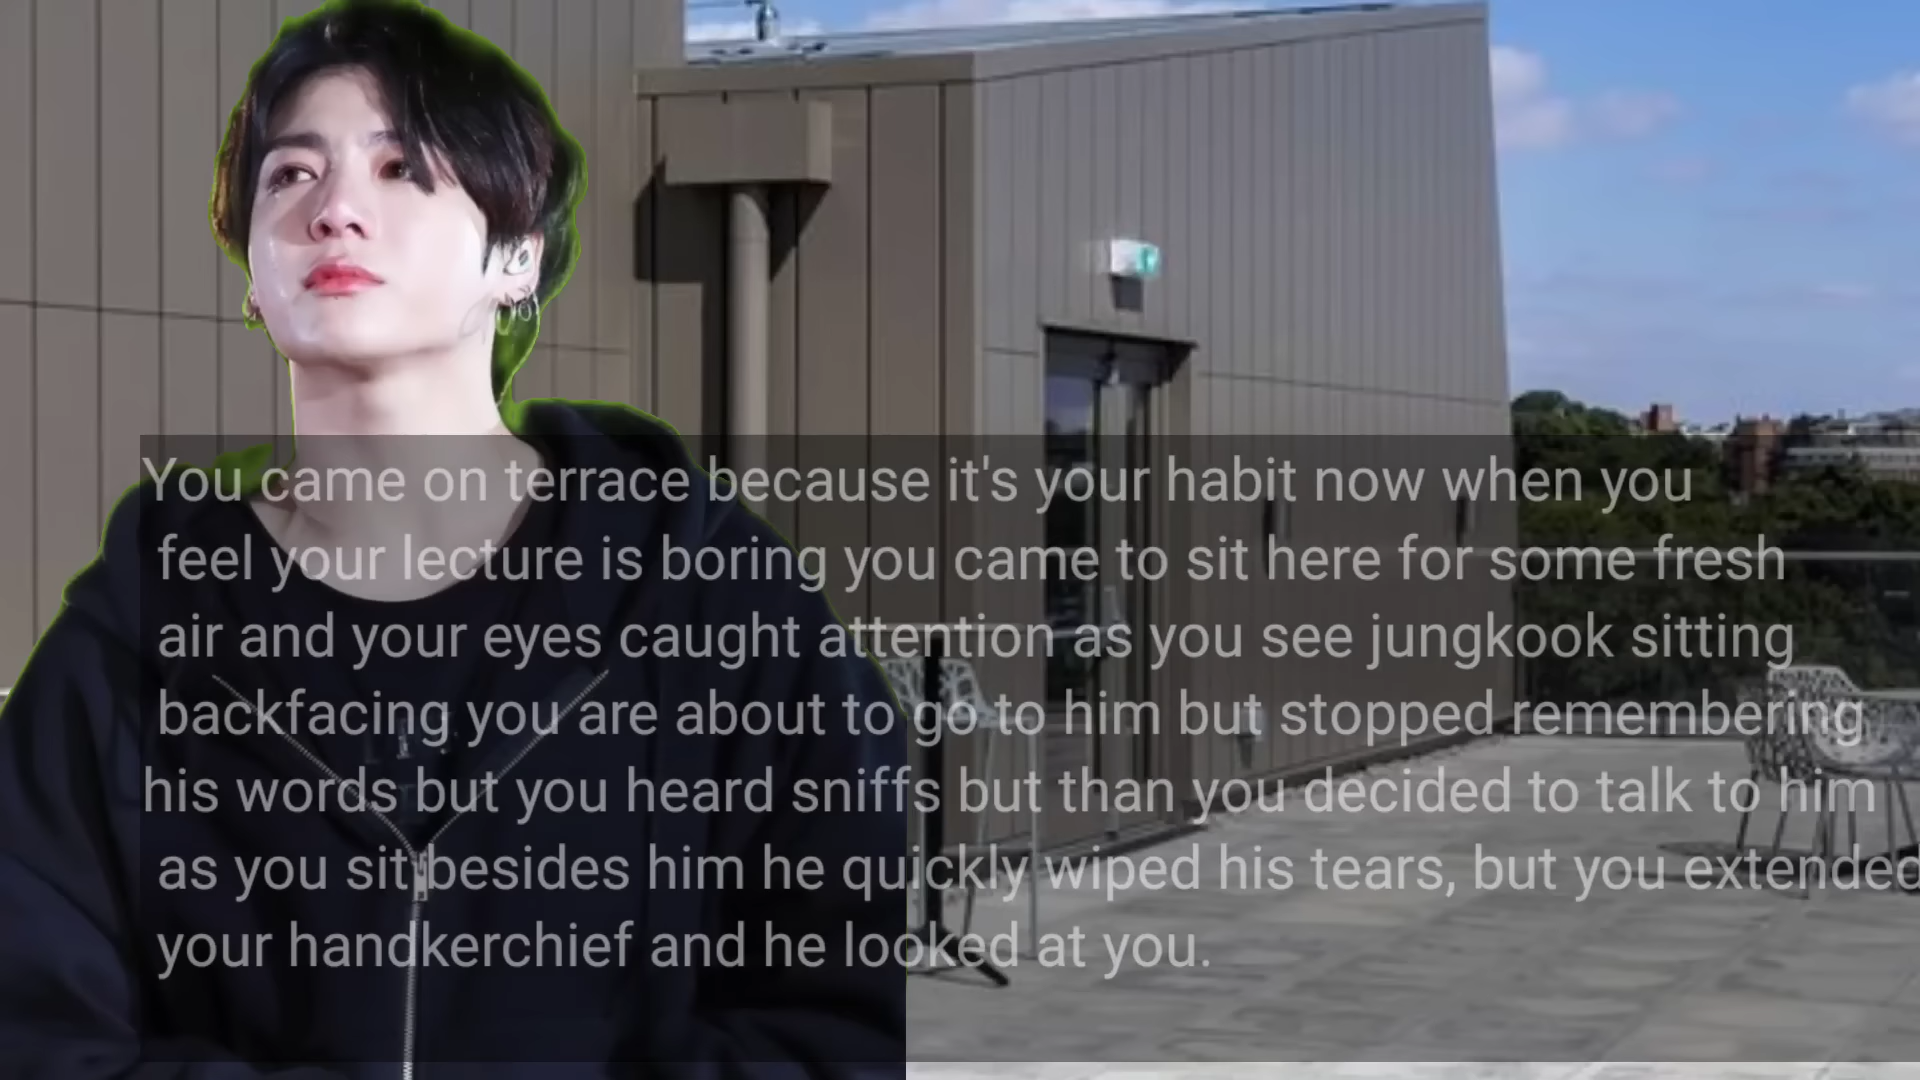 You came on terrace because it's your habit now when you
feel your lecture is boring you came to sit here for some fresh
air and your eyes caught attention as you see jungkook sitting
backfacing you are about to go to him but stopped remembering
his words but you heard sniffs but than you decided to talk to him
as you sit besides him he quickly wiped his tears, but you extended
your handkerchief and he looked at you.